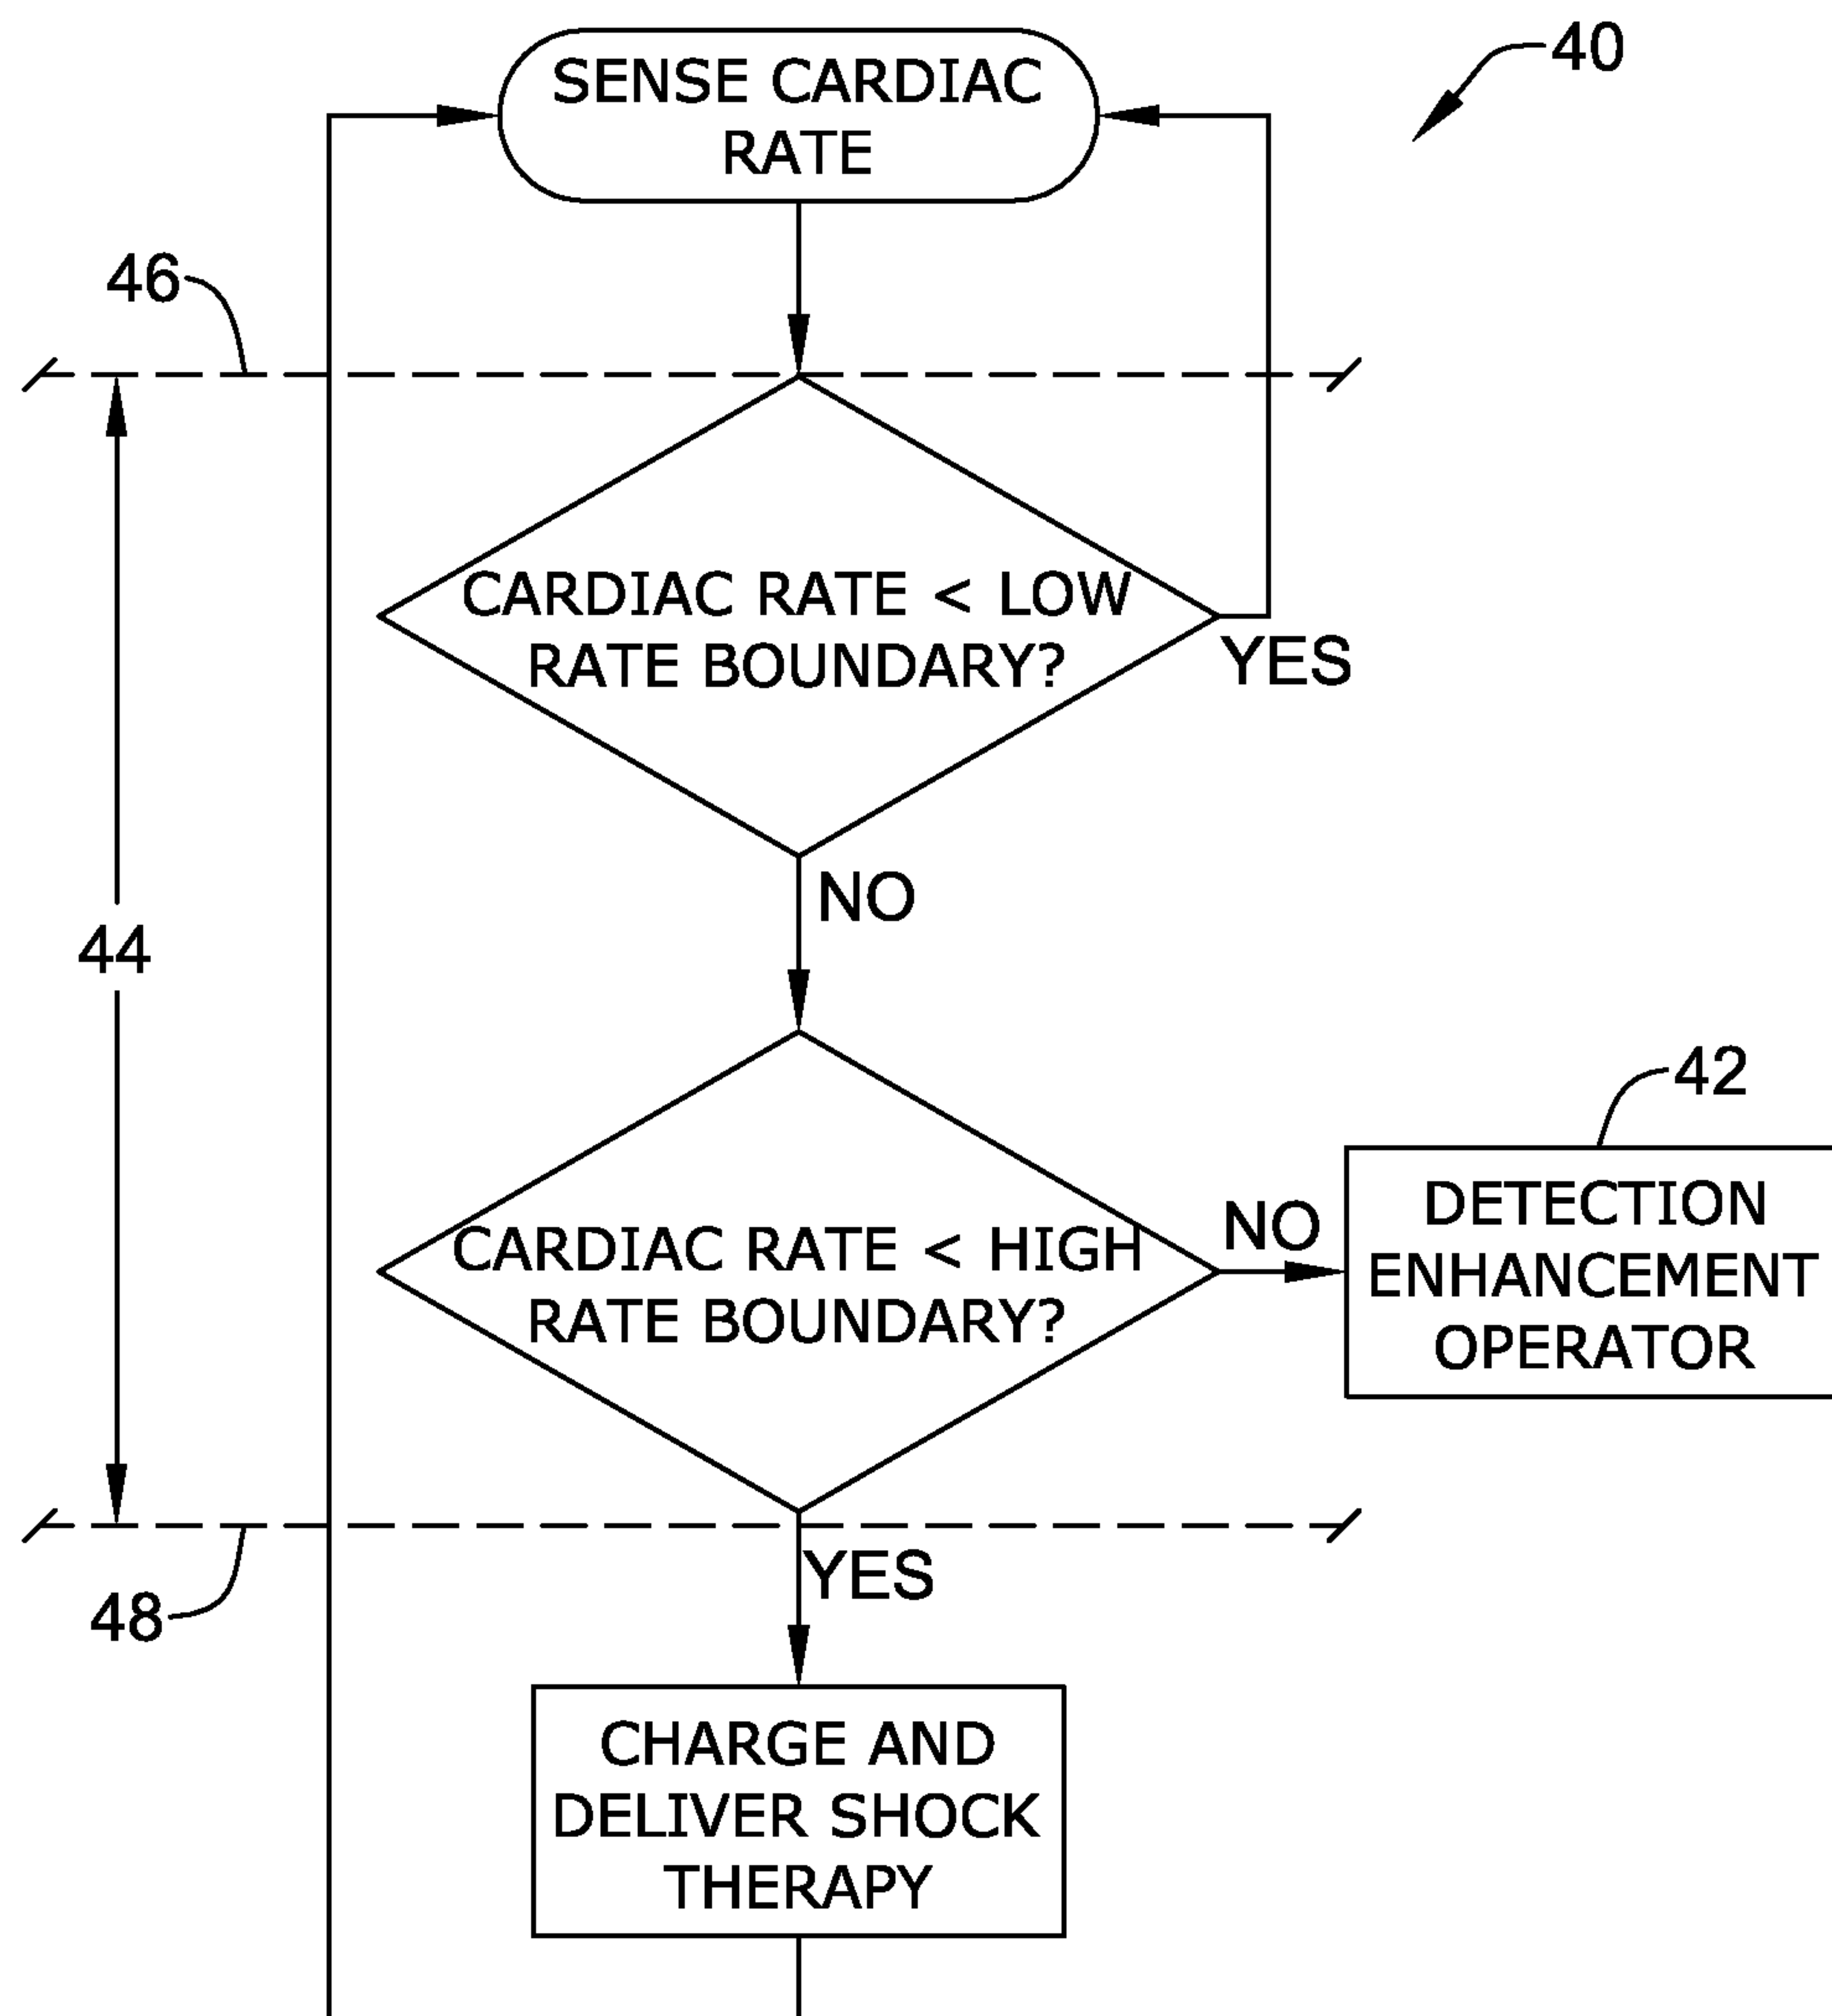 40
SENSE CARDIAC
RATE
46
CARDIAC RATE < LOW
RATE BOUNDARY?
YES
NO
44
42
DETECTION
ENHANCEMENT
OPERATOR
NO
CARDIAC RATE < HIGH
RATE BOUNDARY?
YES
48
CHARGE AND
DELIVER SHOCK
THERAPY